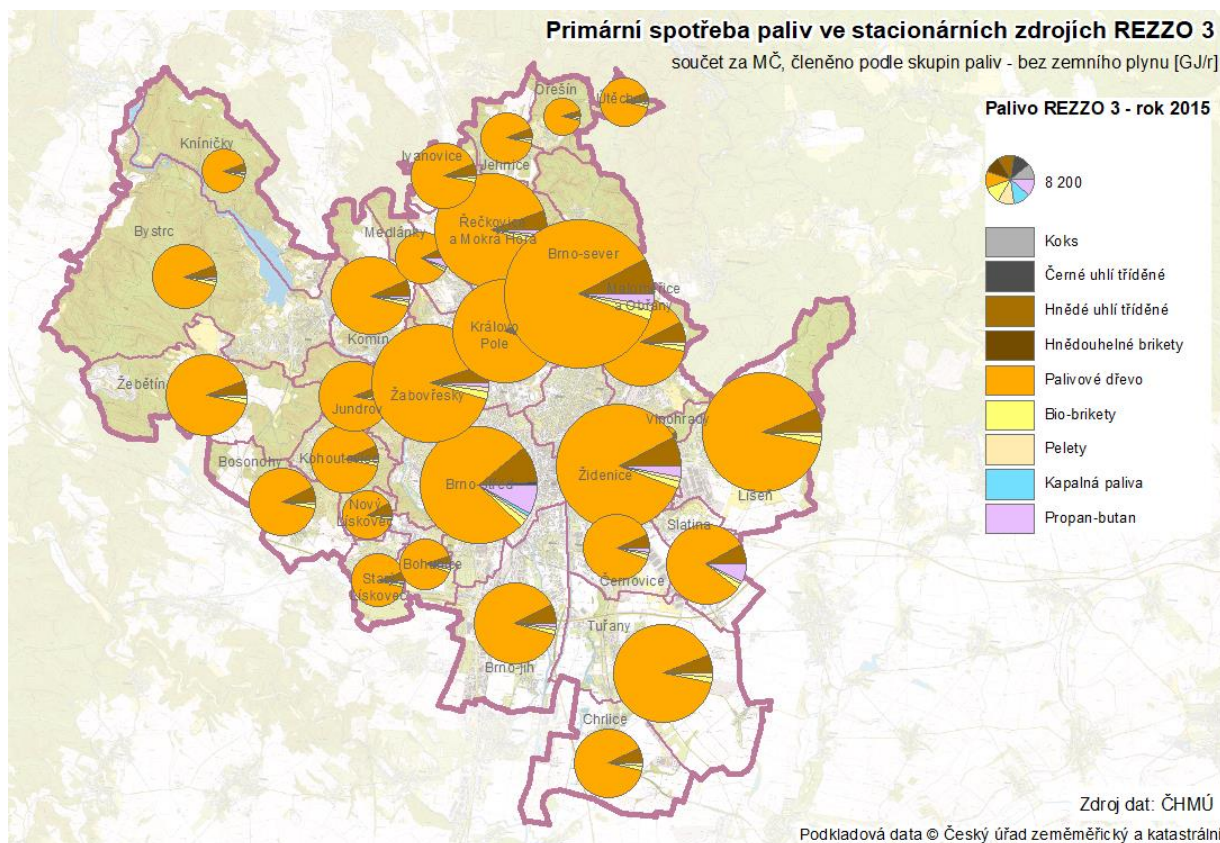 Primární spotřeba paliv ve stacionárních zdrojích REZZO 3
součet za MČ, členěno podle skupin paliv - bez zemního plynu [GJ/r]
Palivo REZZO 3 - rok 2015
8 200
Koks
Černé uhlí tříděné
Hnědé uhlí tříděné
Hnědouhelné brikety
Palivové dřevo
Bio-brikety
Pelety
Kapalná paliva
Propan-butan
Ořešín
Útěchov
Kníničky
Ivanovice
Jehnice
Bystrc
Medlánky
Řečkovice
a Mokrá Hora
Brno-sever
Maloměřice
a Obřany
Komín
Královo
Pole
Žebětín
Jundrov
Žabovřesky
Vinohrady
Bosonohy
Kohoutovice
Brno-střed
Židenice
Líšeň
Nový
Lískovec
Slatina
Bohunice
Starý
Lískovec
Černovice
Tuřany
Brno-jih
Chrlice
Zdroj dat: ČHMÚ
Podkladová data © Český úřad zeměměřický a katastrální